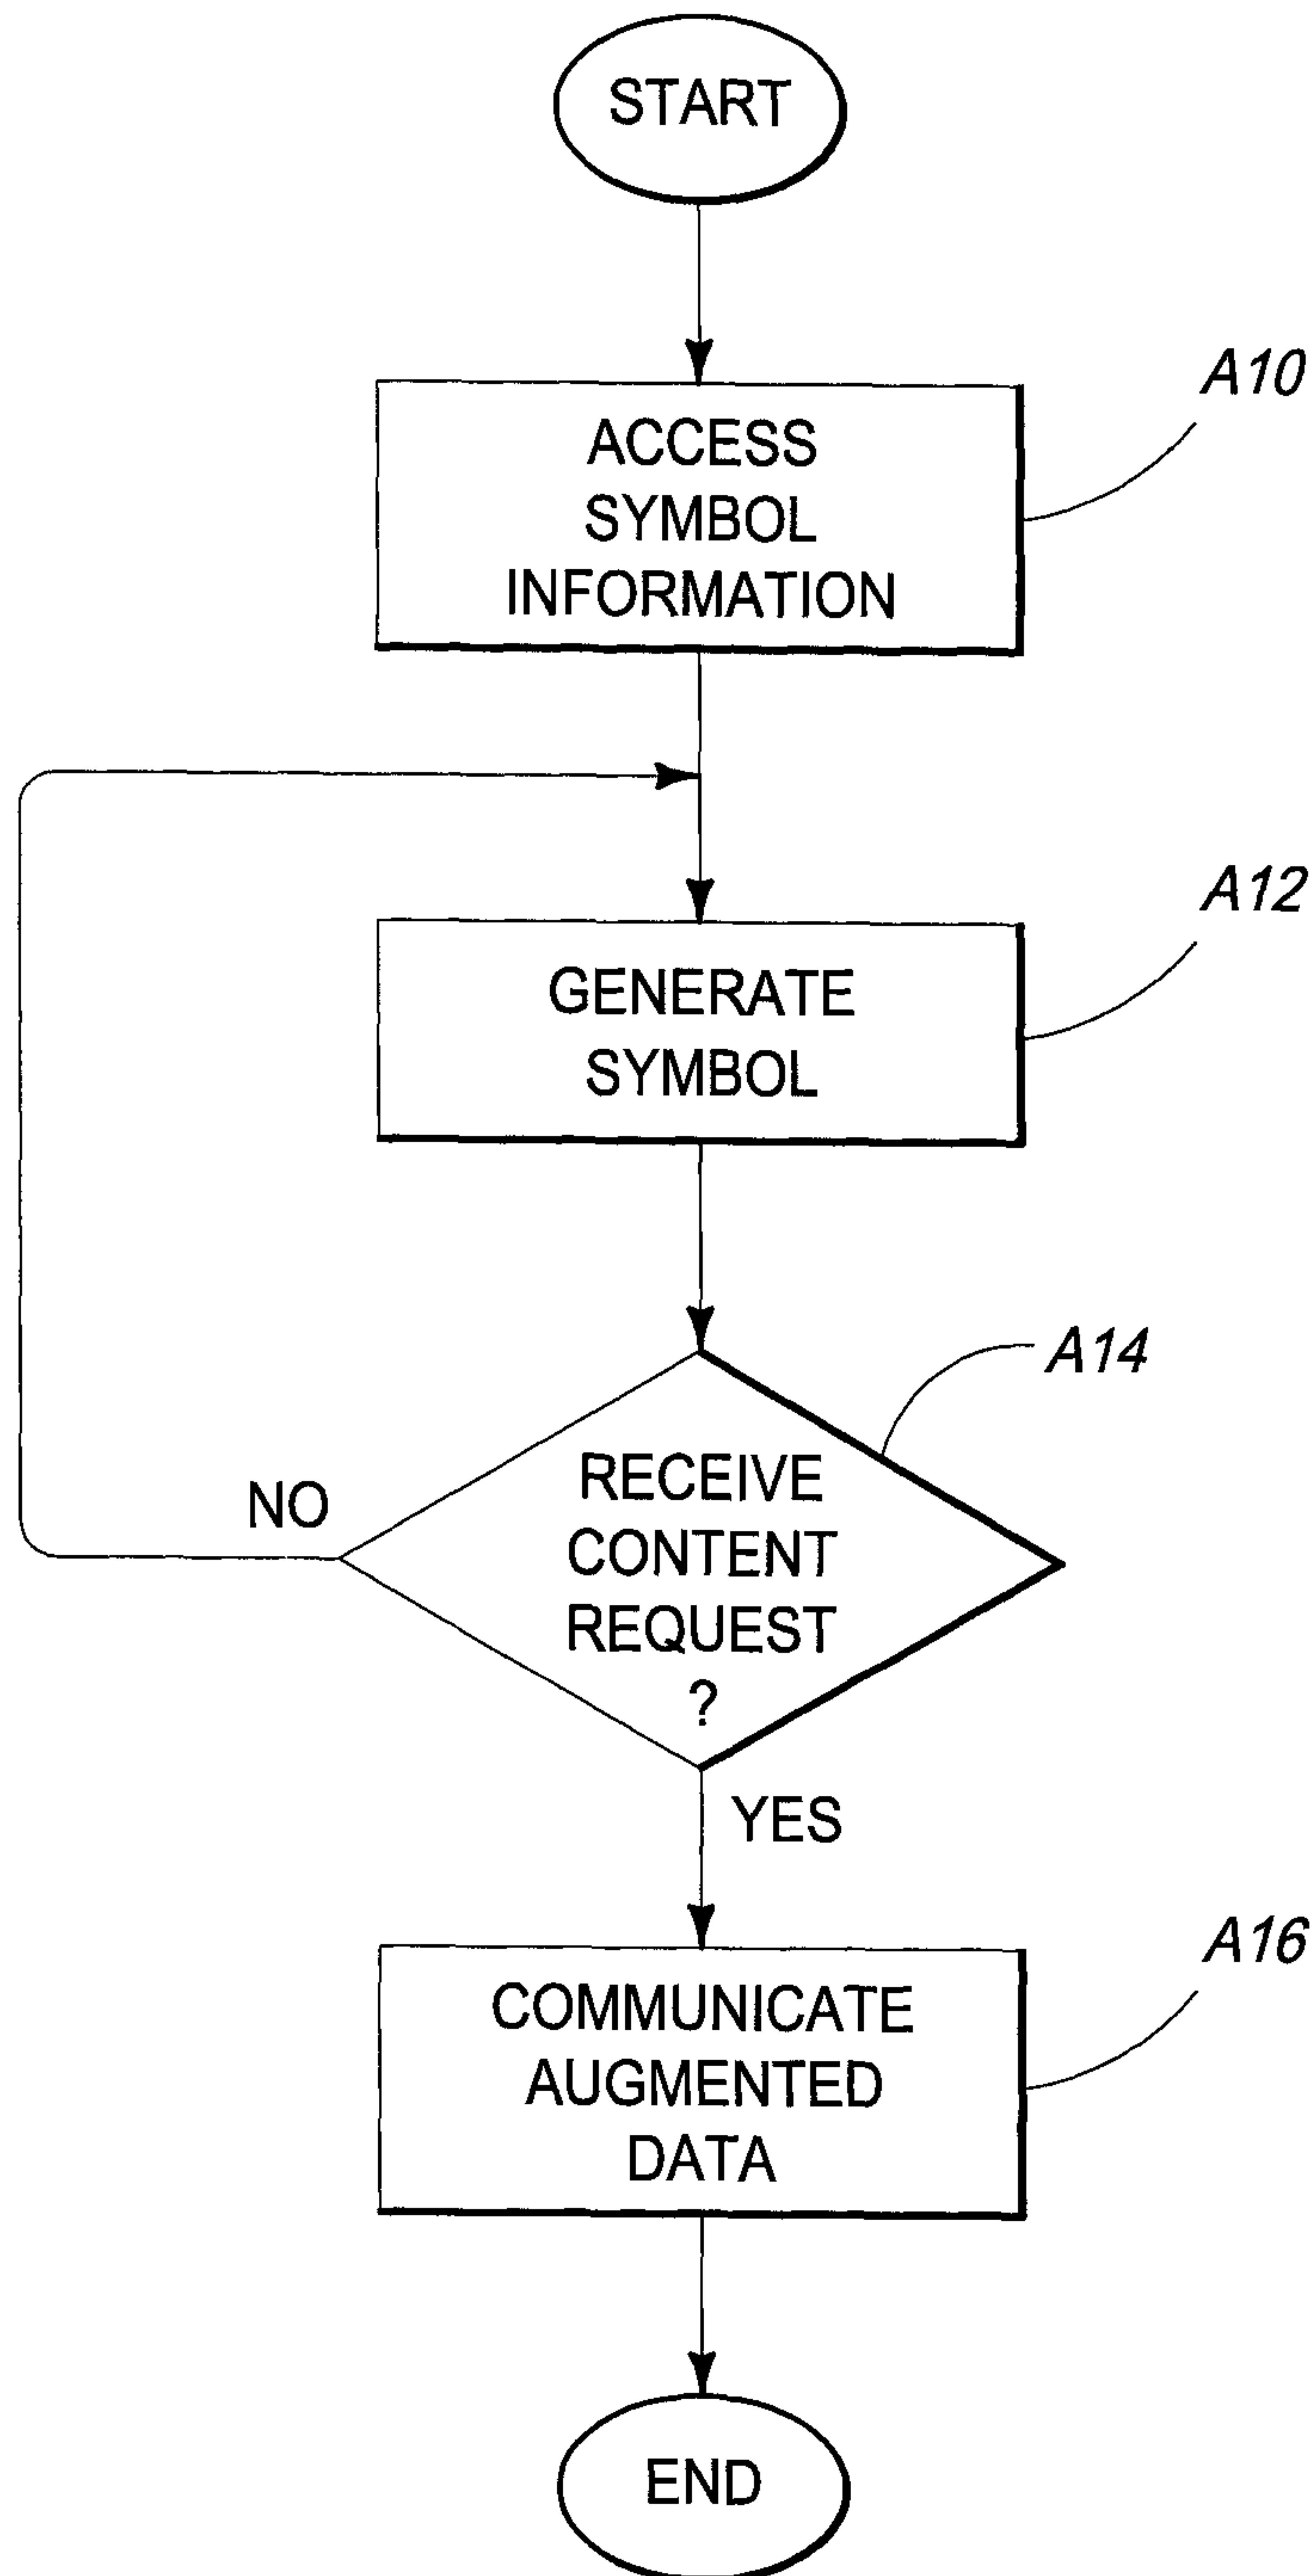 START
A10
ACCESS
SYMBOL
INFORMATION
A12
GENERATE
SYMBOL
A14
RECEIVE
CONTENT
REQUEST
?
NO
YES
A16
COMMUNICATE
AUGMENTED
DATA
END